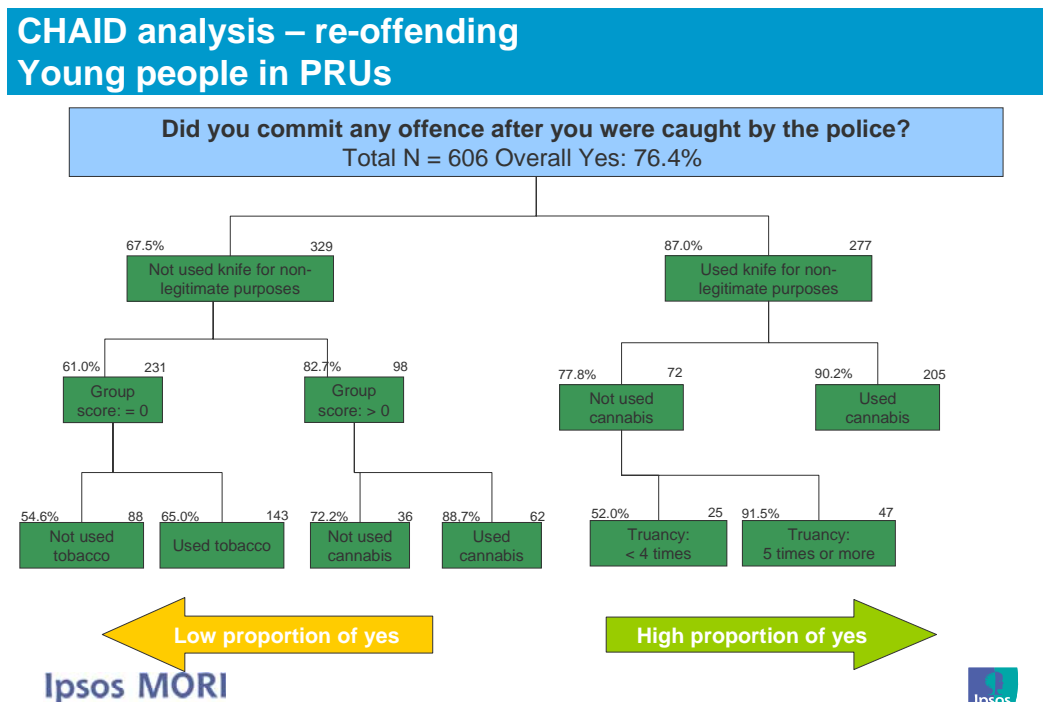 CHAID analysis – re-offending
Young people in PRUs
Did you commit any offence after you were caught by the police?
Total N = 606 Overall Yes: 76.4%
67.5%
329
Not used knife for non-
legitimate purposes
87.0%
277
Used knife for non-
legitimate purposes
61.0%
231
Group
score: = 0
82.7%
98
Group
score: > 0
77.8%
72
Not used
cannabis
90.2%
205
Used
cannabis
54.6%
88
Not used
tobacco
65.0%
143
Used tobacco
72.2%
36
Not used
cannabis
88.7%
62
Used
cannabis
52.0%
25
Truancy:
< 4 times
91.5%
47
Truancy:
5 times or more
Low proportion of yes
High proportion of yes
Ipsos MORI
Ipsos